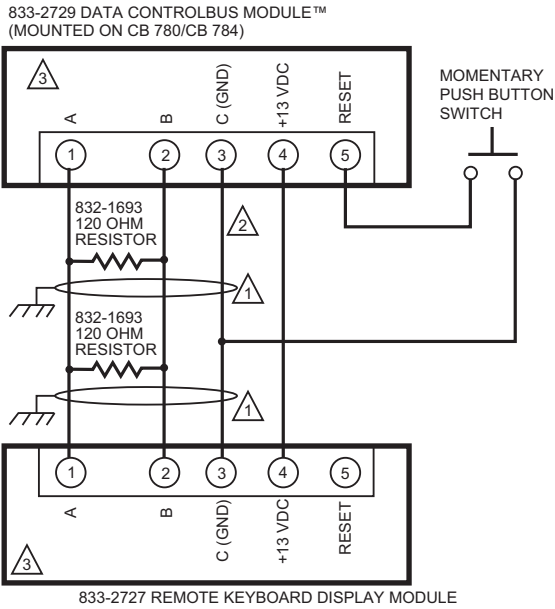 833-2729 DATA CONTROLBUS MODULE™
(MOUNTED ON CB 780/CB 784)
3
A
B
C (GND)
+13 VDC
RESET
1
2
3
4
5
MOMENTARY
PUSH BUTTON
SWITCH
832-1693
120 OHM
RESISTOR
2
1
832-1693
120 OHM
RESISTOR
1
1
2
3
4
5
A
B
C (GND)
+13 VDC
RESET
3
833-2727 REMOTE KEYBOARD DISPLAY MODULE